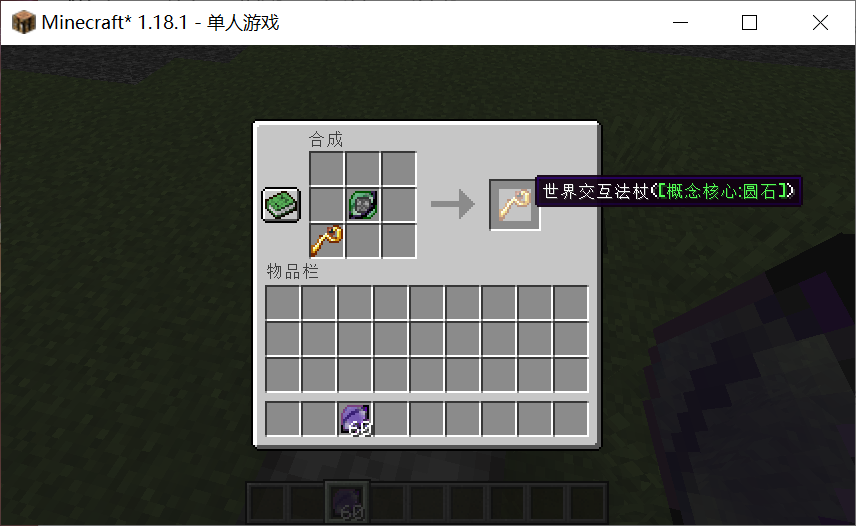 Minecraft* 1.18.1 - 单人游戏
合成
世界交互法杖([概念核心:圆石])
物品栏
60
60